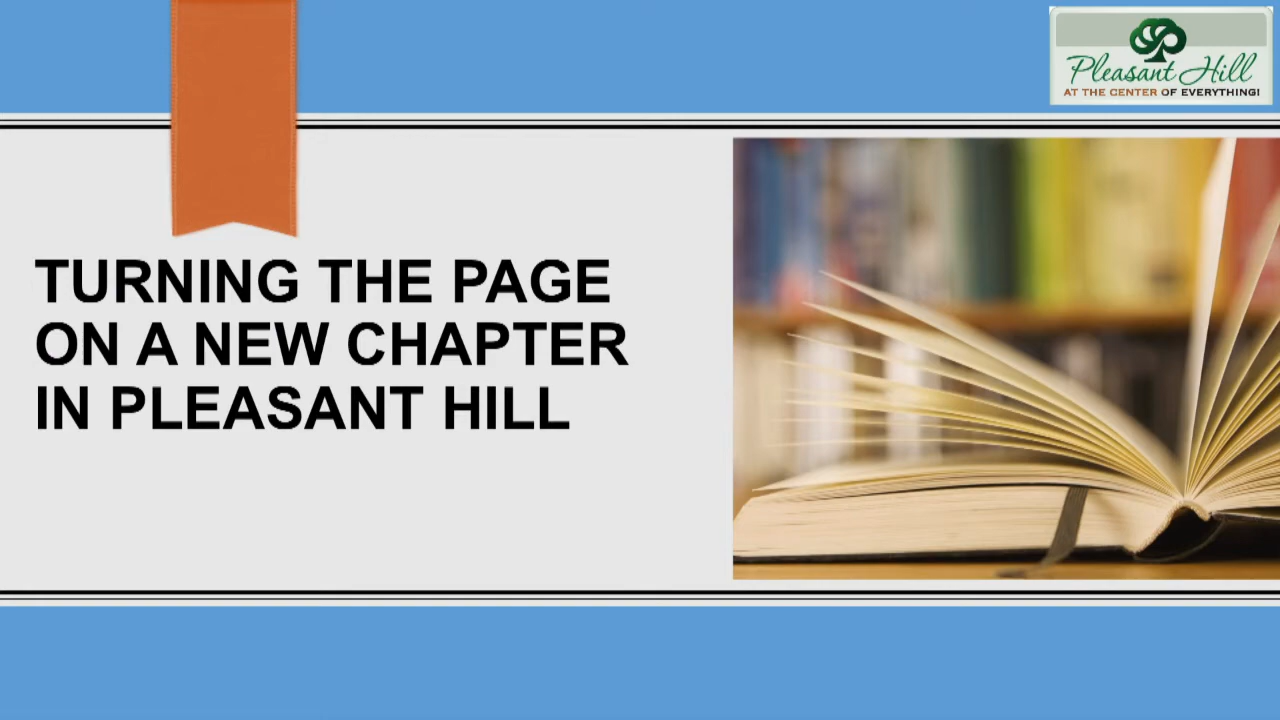 Pleasant Hill
AT THE CENTER OF EVERYTHING!
TURNING THE PAGE
ON A NEW CHAPTER
IN PLEASANT HILL